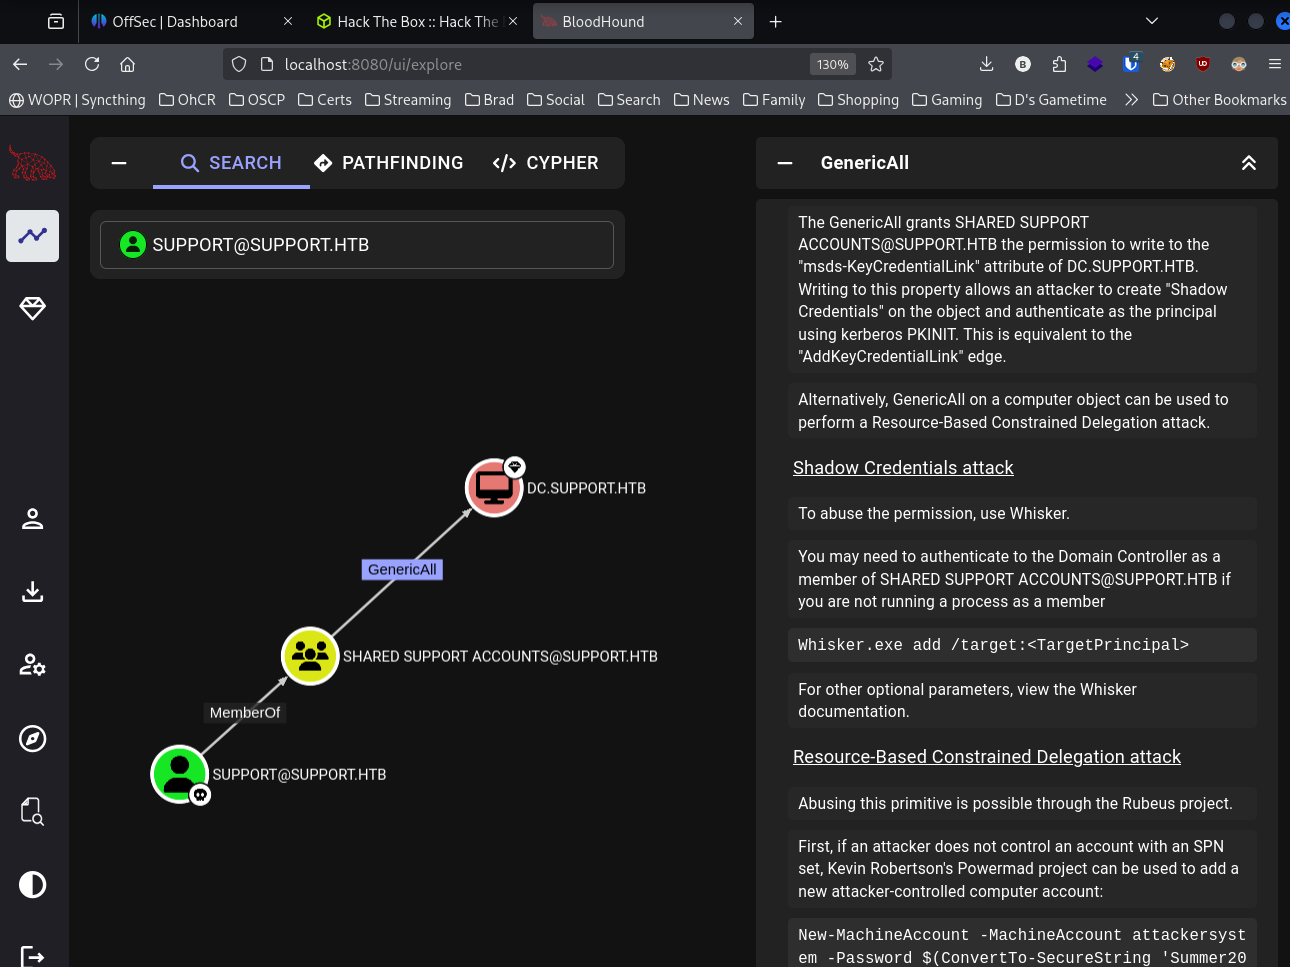 OffSec | Dashboard
Hack The Box :: Hack The
BloodHound
localhost:8080/ui/explore
130%
B
4
UD
WOPR | Syncthing
OhCR
OSCP
Certs
Streaming
Brad
Social
Search
News
Family
Shopping
Gaming
D's Gametime
Other Bookmarks
SEARCH
PATHFINDING
CYPHER
SUPPORT@SUPPORT.HTB
DC.SUPPORT.HTB
GenericAll
SHARED SUPPORT ACCOUNTS@SUPPORT.HTB
MemberOf
SUPPORT@SUPPORT.HTB
GenericAll
The GenericAll grants SHARED SUPPORT
ACCOUNTS@SUPPORT.HTB the permission to write to the
"msds-KeyCredentialLink" attribute of DC.SUPPORT.HTB.
Writing to this property allows an attacker to create "Shadow
Credentials" on the object and authenticate as the principal
using kerberos PKINIT. This is equivalent to the
"AddKeyCredentialLink" edge.
Alternatively, GenericAll on a computer object can be used to
perform a Resource-Based Constrained Delegation attack.
Shadow Credentials attack
To abuse the permission, use Whisker.
You may need to authenticate to the Domain Controller as a
member of SHARED SUPPORT ACCOUNTS@SUPPORT.HTB if
you are not running a process as a member
Whisker.exe add /target:<TargetPrincipal>
For other optional parameters, view the Whisker
documentation.
Resource-Based Constrained Delegation attack
Abusing this primitive is possible through the Rubeus project.
First, if an attacker does not control an account with an SPN
set, Kevin Robertson's Powermad project can be used to add a
new attacker-controlled computer account:
New-MachineAccount -MachineAccount attackersyst
em -Password $(ConvertTo-SecureString 'Summer20